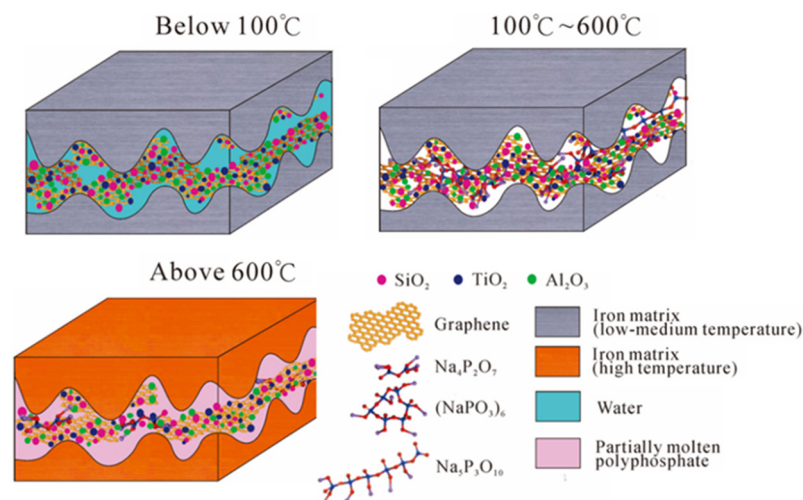 Below 100℃
100℃~600℃
Above 600℃
SiO₂
TiO₂
Al₂O₃
Graphene
Na₄P₂O₇
(NaPO₃)₆
Na₅P₃O₁₀
Iron matrix
(low-medium temperature)
Iron matrix
(high temperature)
Water
Partially molten
polyphosphate